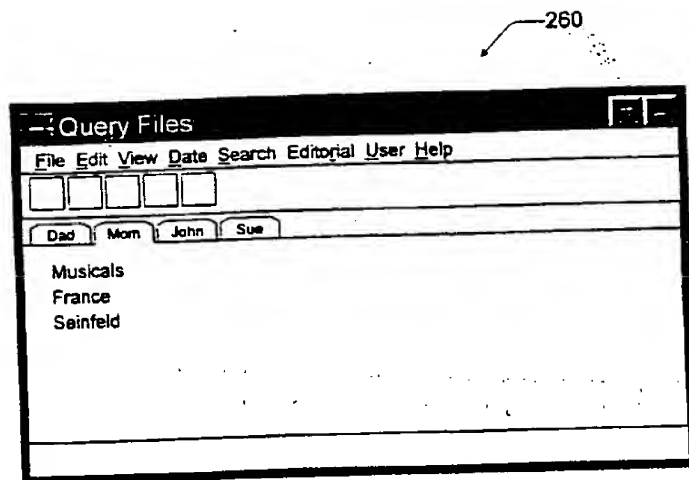 260
Query Files
File Edit View Date Search Editorial User Help
Dad Mom John Sue
Musicals
France
Seinfeld